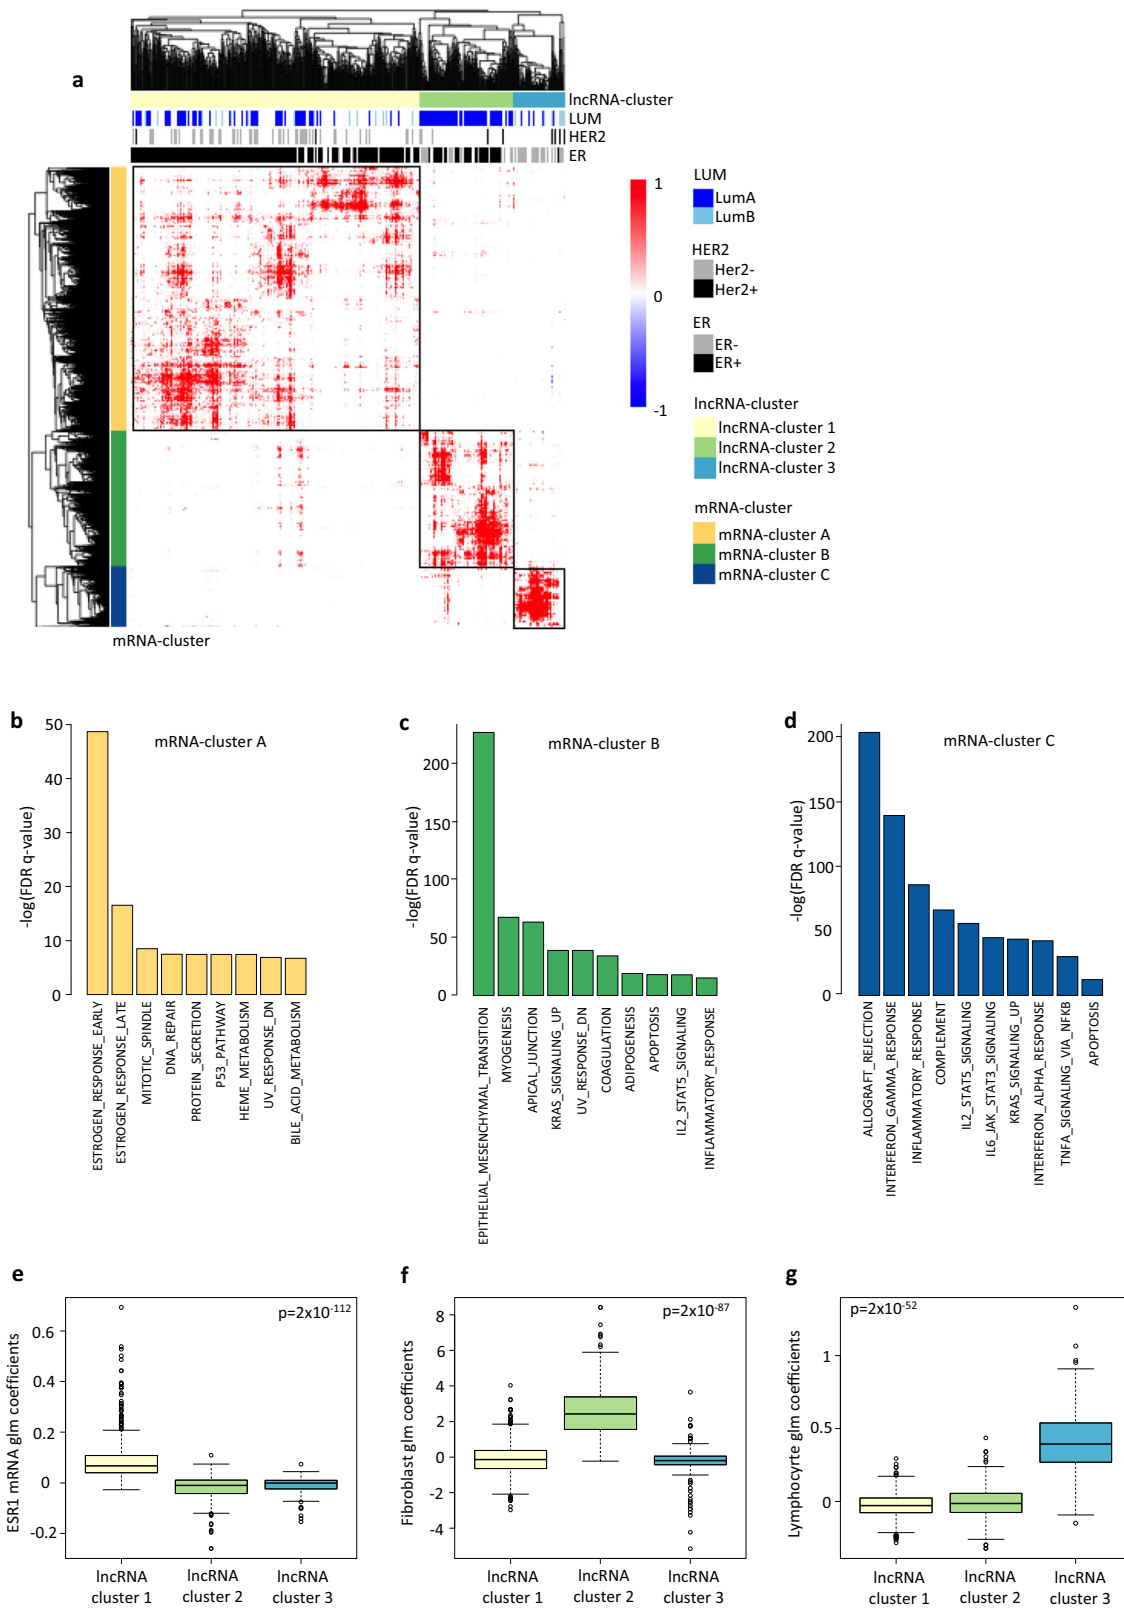 a
lncRNA-cluster
LUM
HER2
ER
mRNA-cluster
1
0
-1
LUM
LumA
LumB
HER2
Her2-
Her2+
ER
ER-
ER+
lncRNA-cluster
lncRNA-cluster 1
lncRNA-cluster 2
lncRNA-cluster 3
mRNA-cluster
mRNA-cluster A
mRNA-cluster B
mRNA-cluster C
b
mRNA-cluster A
-log(FDR q-value)
50
40
30
20
10
0
ESTROGEN_RESPONSE_EARLY
ESTROGEN_RESPONSE_LATE
MITOTIC_SPINDLE
DNA_REPAIR
PROTEIN_SECRETION
P53_PATHWAY
HEME_METABOLISM
UV_RESPONSE_DN
BILE_ACID_METABOLISM
c
mRNA-cluster B
-log(FDR q-value)
200
150
100
50
0
EPITHELIAL_MESENCHYMAL_TRANSITION
MYOGENESIS
APICAL_JUNCTION
KRAS_SIGNALING_UP
UV_RESPONSE_DN
COAGULATION
ADIPOGENESIS
APOPTOSIS
IL2_STAT5_SIGNALING
INFLAMMATORY_RESPONSE
d
mRNA-cluster C
-log(FDR q-value)
200
150
100
50
0
ALLOGRAFT_REJECTION
INTERFERON_GAMMA_RESPONSE
INFLAMMATORY_RESPONSE
COMPLEMENT
IL2_STAT5_SIGNALING
IL6_JAK_STAT3_SIGNALING
KRAS_SIGNALING_UP
INTERFERON_ALPHA_RESPONSE
TNFA_SIGNALING_VIA_NFKB
APOPTOSIS
e
p=2x10-112
ESR1 mRNA glm coefficients
0.6
0.4
0.2
0
-0.2
lncRNA
cluster 1
lncRNA
cluster 2
lncRNA
cluster 3
f
p=2x10-87
Fibroblast glm coefficients
8
6
4
2
0
-2
-4
lncRNA
cluster 1
lncRNA
cluster 2
lncRNA
cluster 3
g
p=2x10-52
Lymphocyrte glm coefficients
1
0.5
0
lncRNA
cluster 1
lncRNA
cluster 2
lncRNA
cluster 3